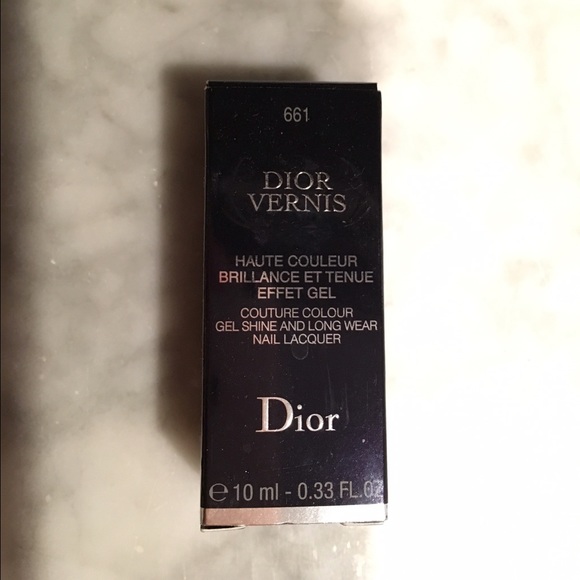 661
DIOR
VERNIS
HAUTE COULEUR
BRILLANCE ET TENUE
EFFET GEL
COUTURE COLOUR
GEL SHINE AND LONG WEAR
NAIL LACQUER
Dior
℮ 10 ml - 0.33 FL.OZ